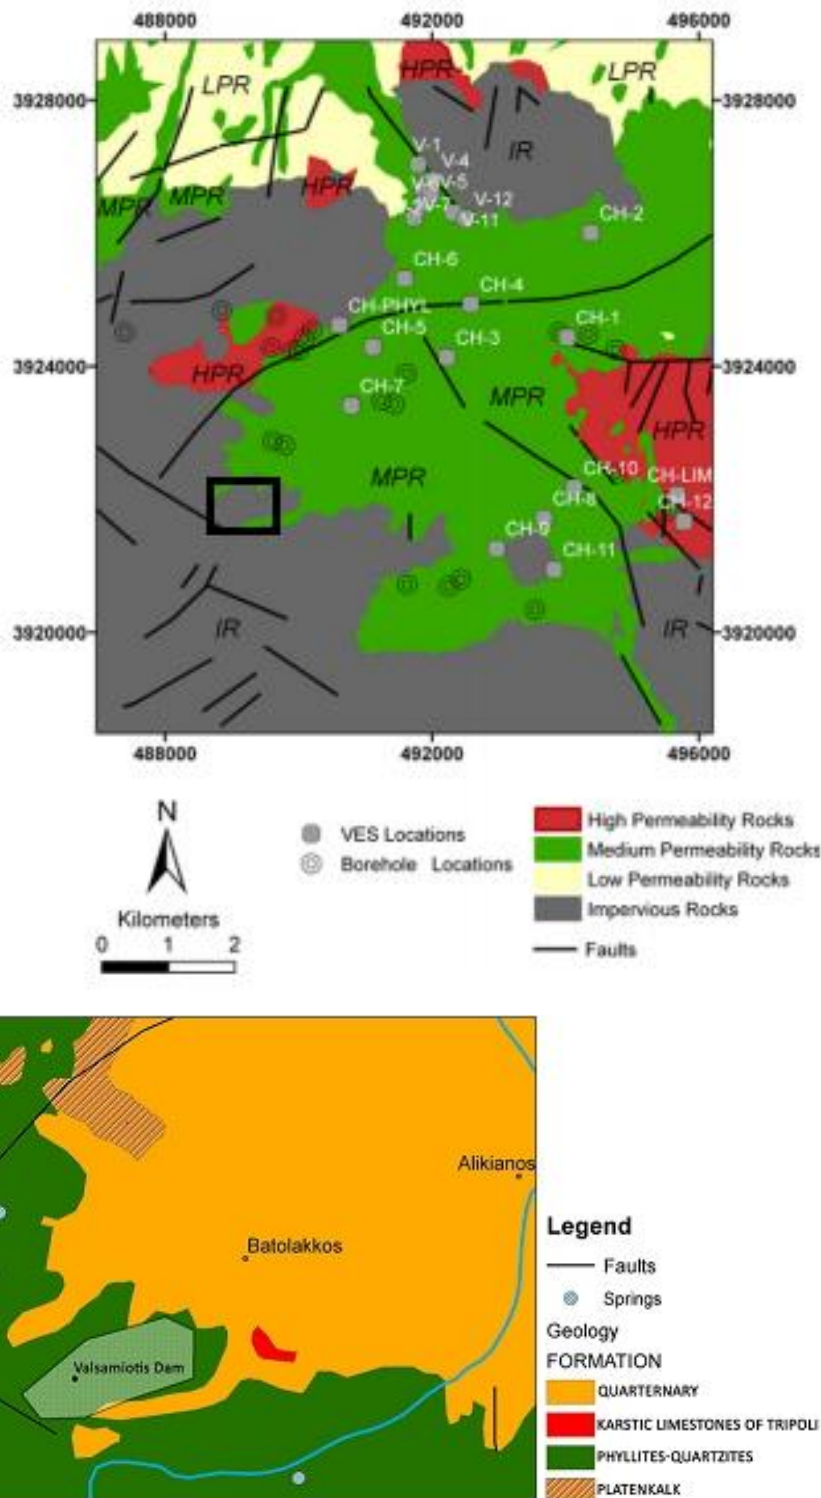 488000 492000 496000
HPR
LPR LPR
3928000 3928000
V-1
IR
V-4
V-5
HPR
MPR
V-12
MPR V-7
CH-2
V-11
CH-6
CH-4
CH-PHYL
CH-1
CH-5
CH-3
3924000 3924000
HPR
CH-7
MPR
HPR
CH-10
MPR
CH-LIM
CH-8
CH-12
CH-9
CH-11
IR IR
3920000 3920000
488000 492000 496000
N
High Permeability Rocks
VES Locations
Medium Permeability Rocks
Borehole Locations
Low Permeability Rocks
Impervious Rocks
Kilometers
0 1 2
Faults
Alikianos
Batolakkos
Valsamiotis Dam
Legend
Faults
Springs
Geology
FORMATION
QUARTERNARY
KARSTIC LIMESTONES OF TRIPOLI
PHYLLITES-QUARTZITES
PLATENKALK